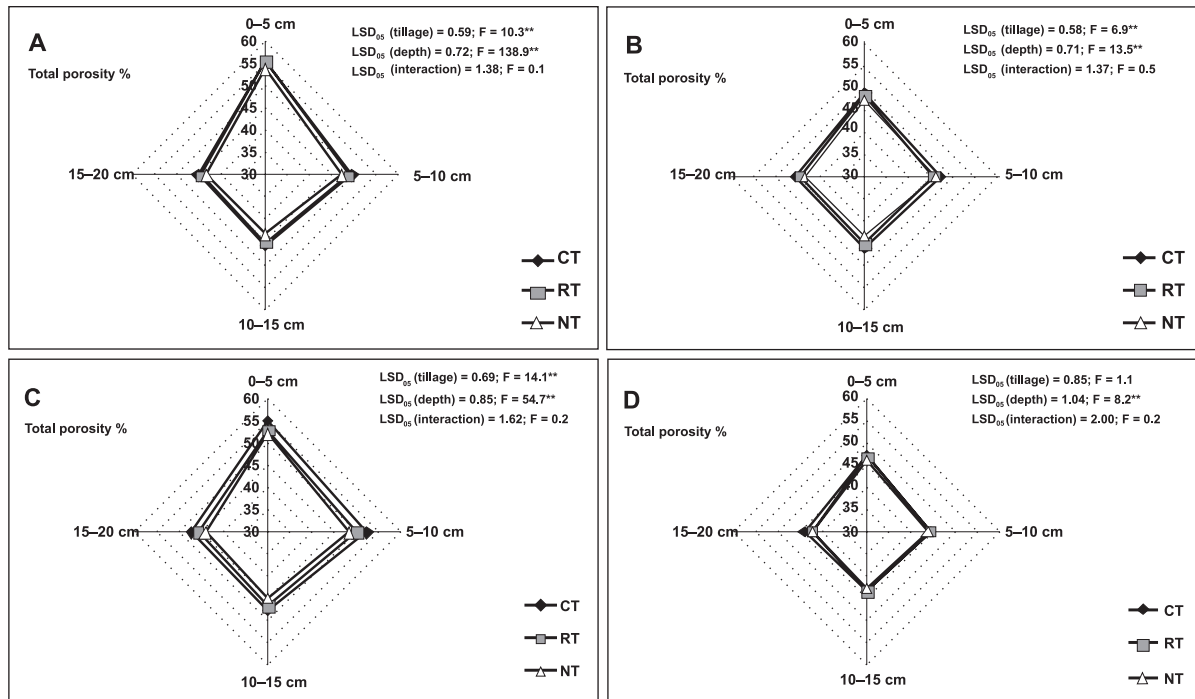 A
Total porosity %
0–5 cm
LSD05 (tillage) = 0.59; F = 10.3**
LSD05 (depth) = 0.72; F = 138.9**
LSD05 (interaction) = 1.38; F = 0.1
60
55
50
45
40
35
30
15–20 cm
5–10 cm
10–15 cm
CT
RT
NT
B
Total porosity %
0–5 cm
LSD05 (tillage) = 0.58; F = 6.9**
LSD05 (depth) = 0.71; F = 13.5**
LSD05 (interaction) = 1.37; F = 0.5
60
55
50
45
40
35
30
15–20 cm
5–10 cm
10–15 cm
CT
RT
NT
C
Total porosity %
0–5 cm
LSD05 (tillage) = 0.69; F = 14.1**
LSD05 (depth) = 0.85; F = 54.7**
LSD05 (interaction) = 1.62; F = 0.2
60
55
50
45
40
35
30
15–20 cm
5–10 cm
10–15 cm
CT
RT
NT
D
Total porosity %
0–5 cm
LSD05 (tillage) = 0.85; F = 1.1
LSD05 (depth) = 1.04; F = 8.2**
LSD05 (interaction) = 2.00; F = 0.2
60
55
50
45
40
35
30
15–20 cm
5–10 cm
10–15 cm
CT
RT
NT